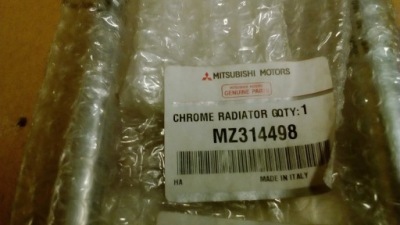 MITSUBISHI MOTORS
GENUINE PARTS
CHROME RADIATOR GQTY: 1
MZ314498
HA MADE IN ITALY